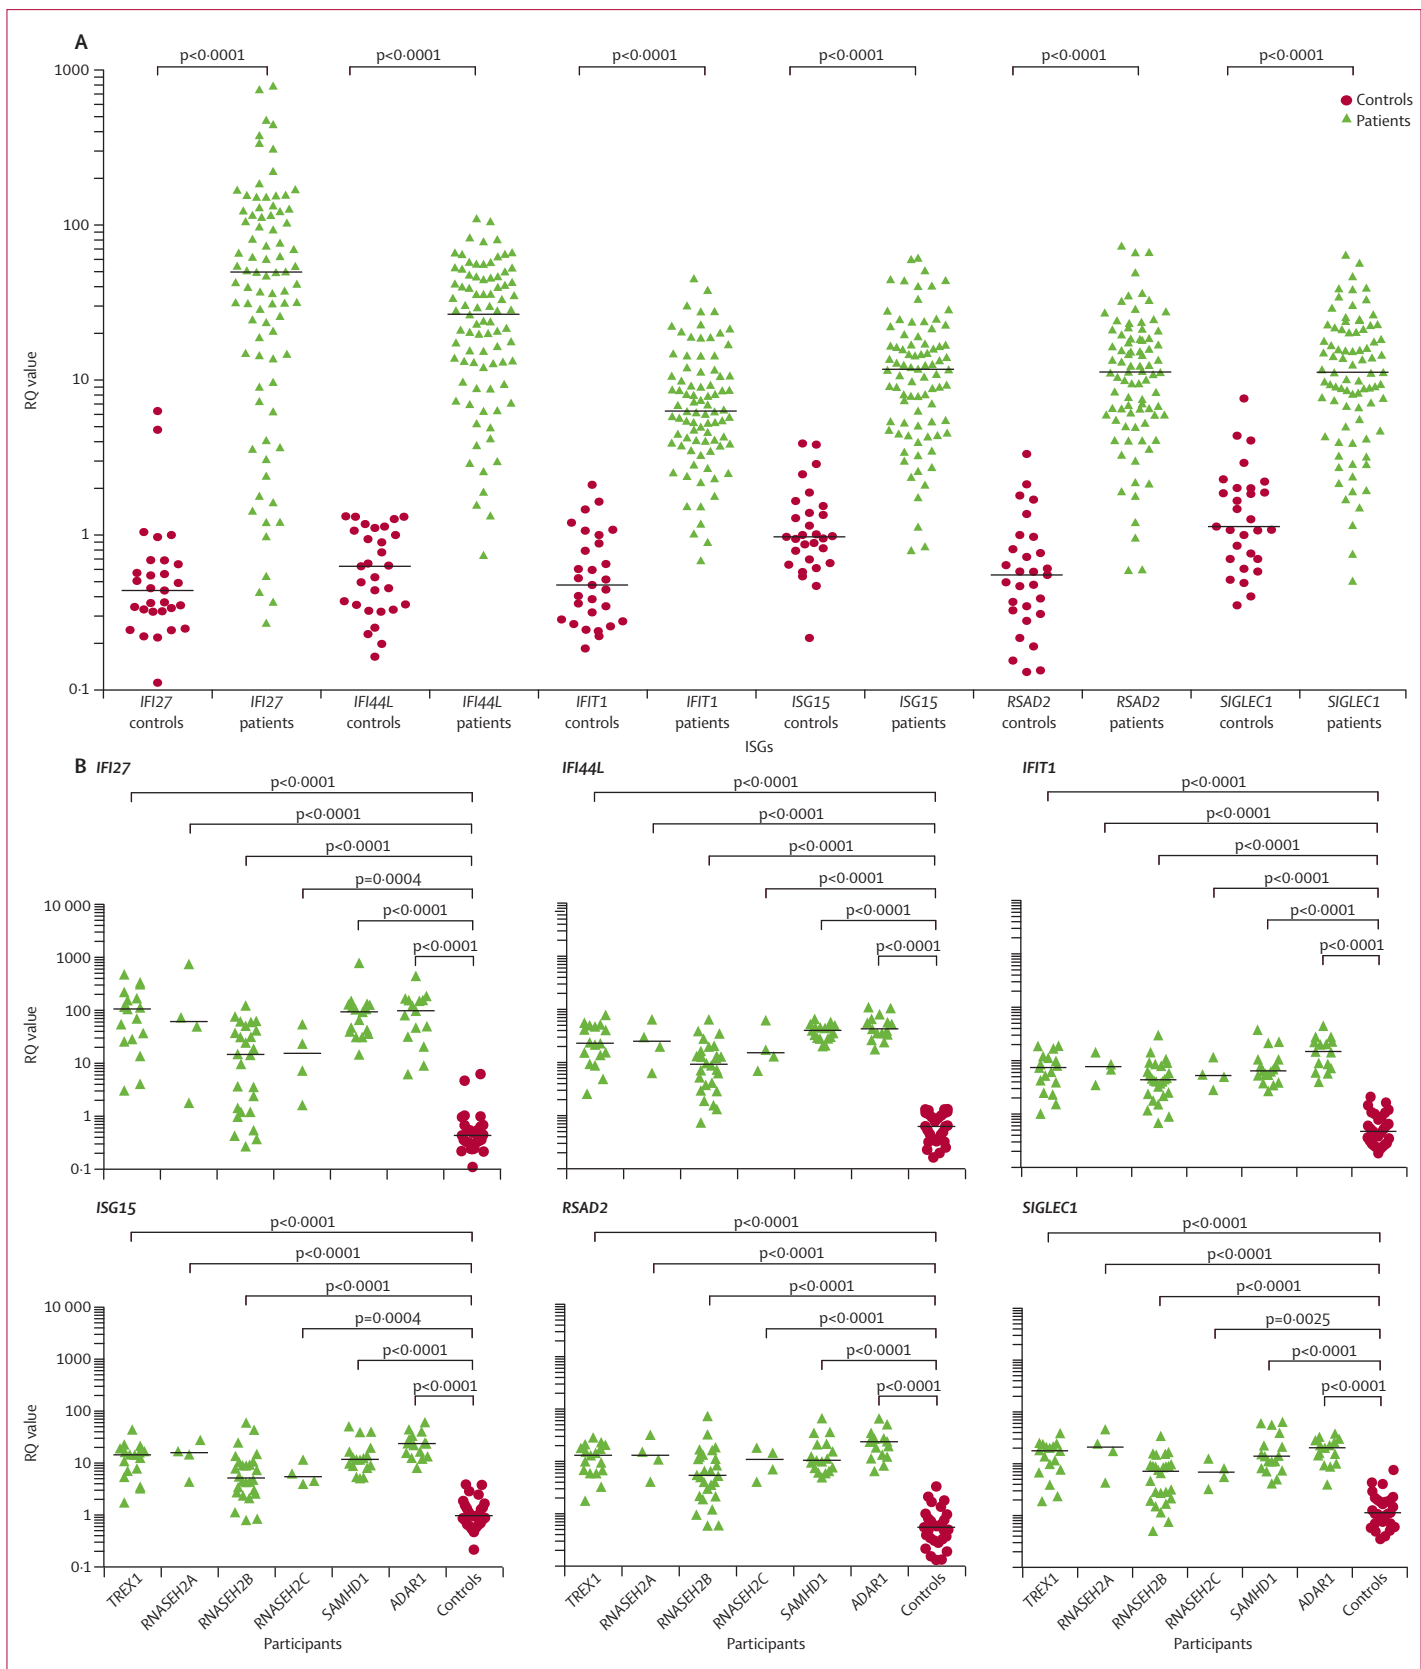 A
p<0·0001 p<0·0001 p<0·0001 p<0·0001 p<0·0001 p<0·0001
1000
100
10
1
0·1
RQ value
Controls
Patients
IFI27 controls
IFI27 patients
IFI44L controls
IFI44L patients
IFIT1 controls
IFIT1 patients
ISG15 controls
ISG15 patients
RSAD2 controls
RSAD2 patients
SIGLEC1 controls
SIGLEC1 patients
ISGs
B
IFI27
p<0·0001
p<0·0001
p<0·0001
p=0·0004
p<0·0001
p<0·0001
10 000
1000
100
10
1
0·1
RQ value
IFI44L
p<0·0001
p<0·0001
p<0·0001
p<0·0001
p<0·0001
p<0·0001
IFIT1
p<0·0001
p<0·0001
p<0·0001
p<0·0001
p<0·0001
p<0·0001
ISG15
p<0·0001
p<0·0001
p<0·0001
p=0·0004
p<0·0001
p<0·0001
10 000
1000
100
10
1
0·1
RQ value
TREX1
RNASEH2A
RNASEH2B
RNASEH2C
SAMHD1
ADAR1
Controls
Participants
RSAD2
p<0·0001
p<0·0001
p<0·0001
p<0·0001
p<0·0001
p<0·0001
TREX1
RNASEH2A
RNASEH2B
RNASEH2C
SAMHD1
ADAR1
Controls
Participants
SIGLEC1
p<0·0001
p<0·0001
p<0·0001
p=0·0025
p<0·0001
p<0·0001
TREX1
RNASEH2A
RNASEH2B
RNASEH2C
SAMHD1
ADAR1
Controls
Participants